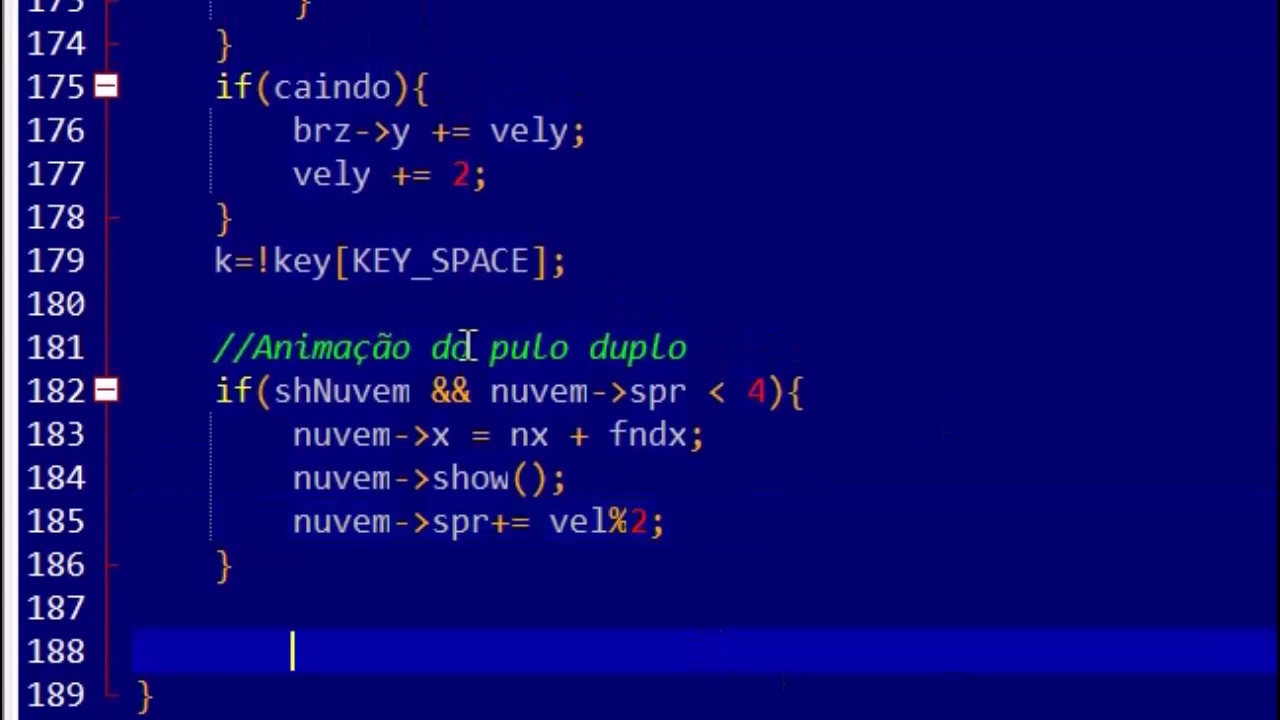 173 }
174 }
175 if(caindo){
176 brz->y += vely;
177 vely += 2;
178 }
179 k=!key[KEY_SPACE];
180
181 //Animação do pulo duplo
182 if(shNuvem && nuvem->spr < 4){
183 nuvem->x = nx + fndx;
184 nuvem->show();
185 nuvem->spr+= vel%2;
186 }
187
188
189 }